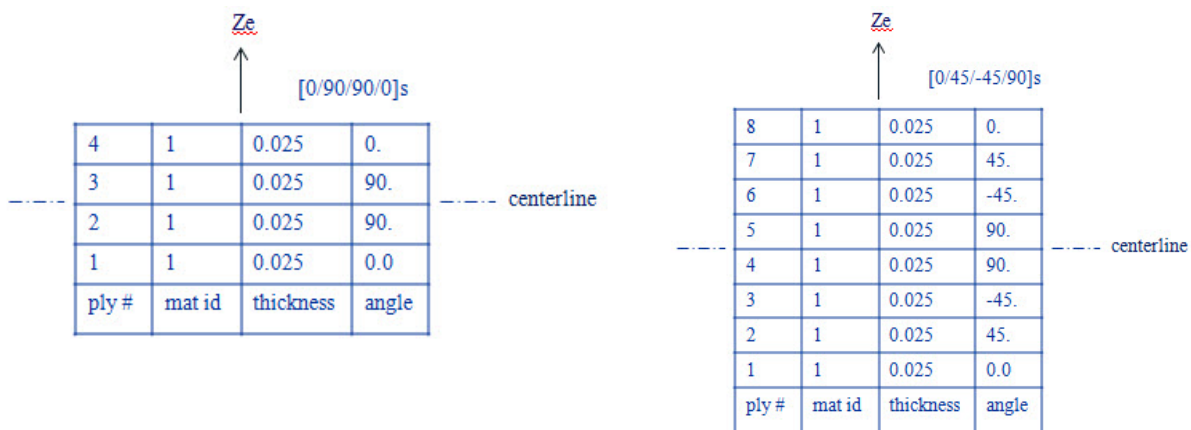 Ze
[0/90/90/0]s
4 1 0.025 0.
3 1 0.025 90.
2 1 0.025 90.
1 1 0.025 0.0
ply # mat id thickness angle
centerline
Ze
[0/45/-45/90]s
8 1 0.025 0.
7 1 0.025 45.
6 1 0.025 -45.
5 1 0.025 90.
4 1 0.025 90.
3 1 0.025 -45.
2 1 0.025 45.
1 1 0.025 0.0
ply # mat id thickness angle
centerline